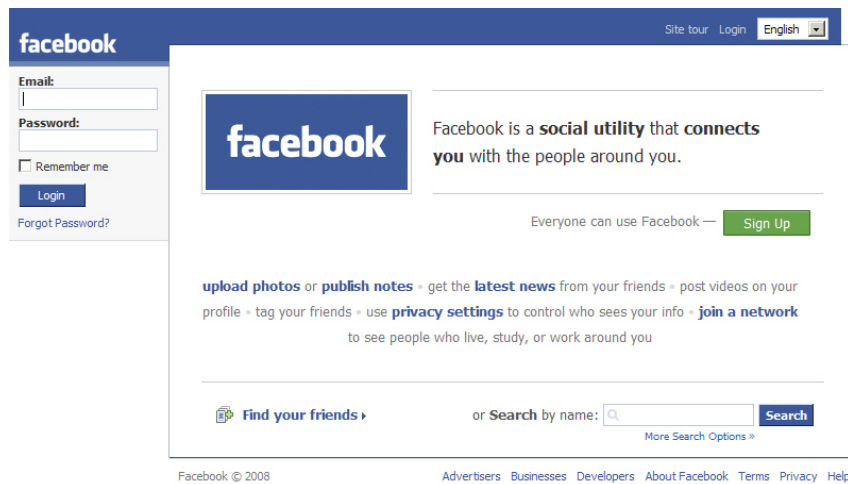 facebook
Site tour Login English
Email:
Password:
Remember me
Login
Forgot Password?
facebook
Facebook is a social utility that connects
you with the people around you.
Everyone can use Facebook — Sign Up
upload photos or publish notes • get the latest news from your friends • post videos on your
profile • tag your friends • use privacy settings to control who sees your info • join a network
to see people who live, study, or work around you
Find your friends
or Search by name: Search
More Search Options »
Facebook © 2008
Advertisers Businesses Developers About Facebook Terms Privacy Help